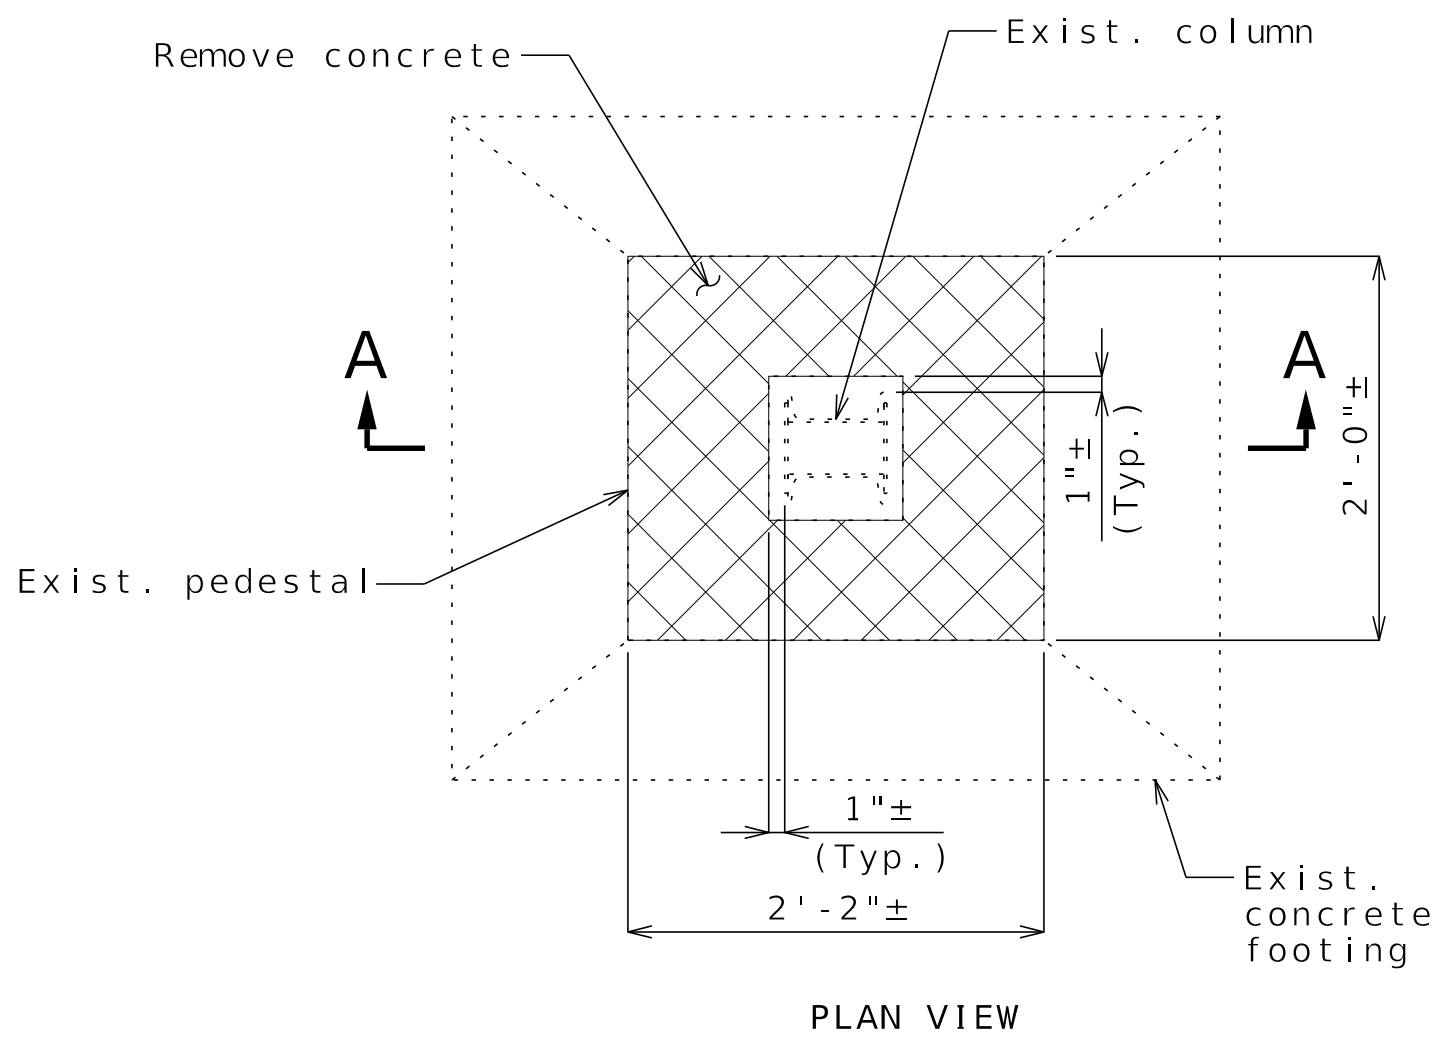 Exist. column
Remove concrete
A
A
2'-0"±
1"±
(Typ.)
Exist. pedestal
1"±
(Typ.)
2'-2"±
Exist.
concrete
footing
PLAN VIEW